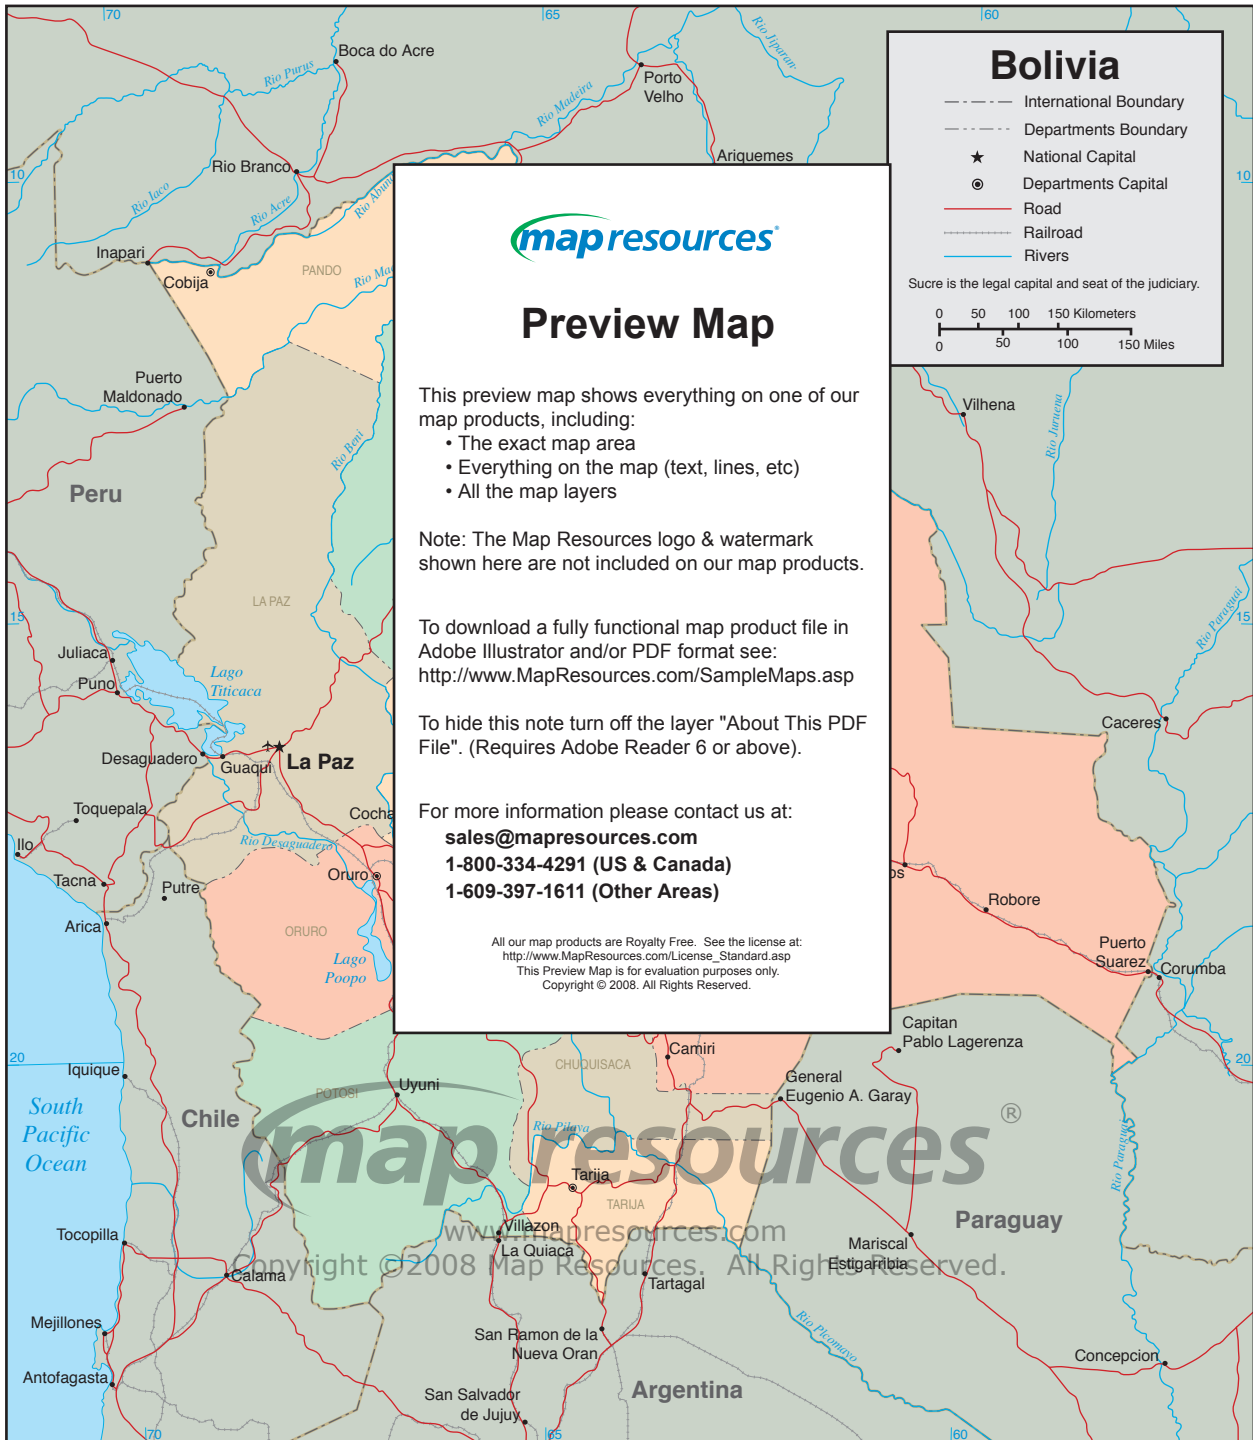 70
65
60
Boca do Acre
Rio Purus
Rio Jiparan
Porto
Velho
Rio Madeira
Ariquemes
Bolivia
International Boundary
Departments Boundary
National Capital
Departments Capital
Road
Railroad
Rivers
Sucre is the legal capital and seat of the judiciary.
0 50 100 150 Kilometers
0 50 100 150 Miles
10
10
Rio Branco
Rio Iaco
Rio Acre
Rio Abun
Inapari
Cobija
PANDO
Rio Mad
Puerto
Maldonado
Rio Beni
Vilhena
Rio Juruena
Peru
LA PAZ
15
15
Rio Paraguai
Juliaca
Puno
Lago
Titicaca
Caceres
Desaguadero
Guaqui
La Paz
Toquepala
Cocha
Ilo
Rio Desaguadero
Tacna
Putre
Oruro
os
Robore
Arica
ORURO
Lago
Poopo
Puerto
Suarez
Corumba
map resources®
Preview Map
This preview map shows everything on one of our
map products, including:
• The exact map area
• Everything on the map (text, lines, etc)
• All the map layers
Note: The Map Resources logo & watermark
shown here are not included on our map products.
To download a fully functional map product file in
Adobe Illustrator and/or PDF format see:
http://www.MapResources.com/SampleMaps.asp
To hide this note turn off the layer "About This PDF
File". (Requires Adobe Reader 6 or above).
For more information please contact us at:
sales@mapresources.com
1-800-334-4291 (US & Canada)
1-609-397-1611 (Other Areas)
All our map products are Royalty Free. See the license at:
http://www.MapResources.com/License_Standard.asp
This Preview Map is for evaluation purposes only.
Copyright © 2008. All Rights Reserved.
Capitan
Pablo Lagerenza
20
20
Iquique
Camiri
CHUQUISACA
General
Eugenio A. Garay
POTOSI
Uyuni
South
Pacific
Ocean
Chile
Rio Pilaya
map resources®
Rio Paraguai
Tarija
TARIJA
Paraguay
Villazon
La Quiaca
www.mapresources.com
Tocopilla
Mariscal
Estigarribia
Copyright ©2008 Map Resources. All Rights Reserved.
Calama
Tartagal
Mejillones
San Ramon de la
Nueva Oran
Rio Plcomayo
Concepcion
Antofagasta
Argentina
San Salvador
de Jujuy
70
65
60